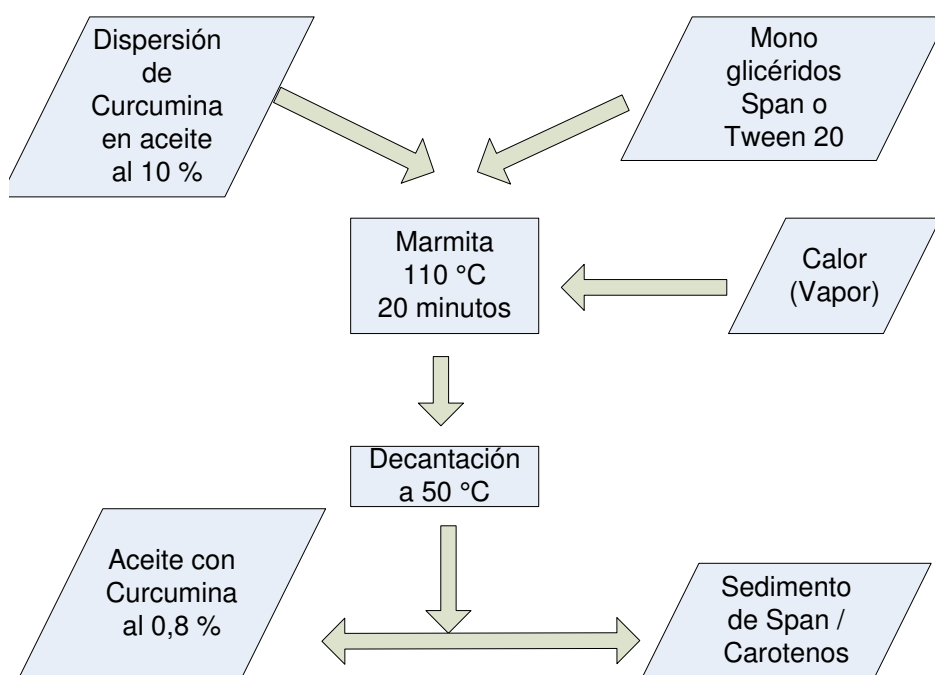 Dispersión
de
Curcumina
en aceite
al 10 %
Mono
glicéridos
Span o
Tween 20
Marmita
110 °C
20 minutos
Calor
(Vapor)
Decantación
a 50 °C
Aceite con
Curcumina
al 0,8 %
Sedimento
de Span /
Carotenos